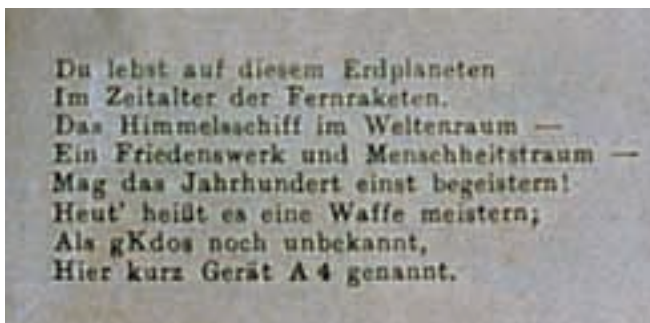 Du lebst auf diesem Erdplaneten
Im Zeitalter der Fernraketen.
Das Himmelsschiff im Weltenraum —
Ein Friedenswerk und Menschheitstraum —
Mag das Jahrhundert einst begeistern!
Heut' heißt es eine Waffe meistern;
Als gKdos noch unbekannt,
Hier kurz Gerät A 4 genannt.